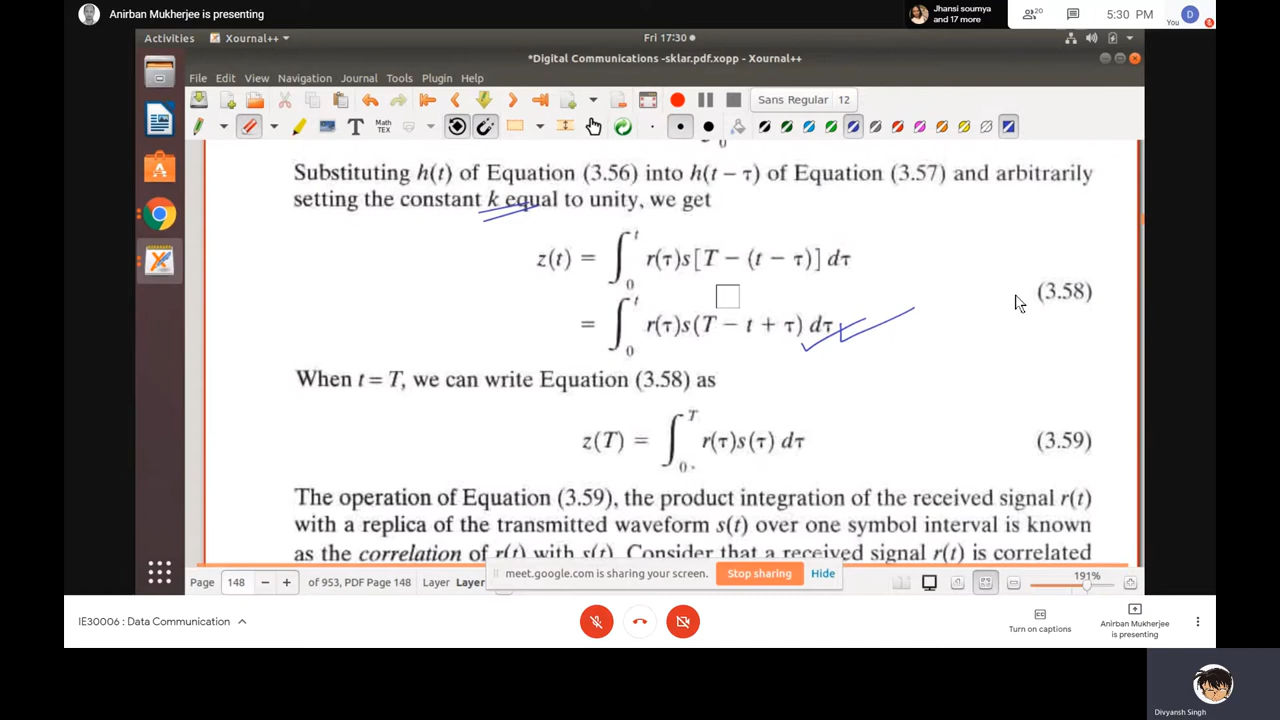 Anirban Mukherjee is presenting
Jhansi soumya
and 17 more
20
5:30 PM
You
D
Activities
Xournal++
Fri 17:30
*Digital Communications -sklar.pdf.xopp - Xournal++
File Edit View Navigation Journal Tools Plugin Help
Sans Regular 12
Math
TEX
0
Substituting h(t) of Equation (3.56) into h(t − τ) of Equation (3.57) and arbitrarily
setting the constant k equal to unity, we get
z(t) = ∫₀ᵗ r(τ)s[T − (t − τ)] dτ
(3.58)
= ∫₀ᵗ r(τ)s(T − t + τ) dτ
When t = T, we can write Equation (3.58) as
z(T) = ∫₀ᵀ r(τ)s(τ) dτ (3.59)
The operation of Equation (3.59), the product integration of the received signal r(t)
with a replica of the transmitted waveform s(t) over one symbol interval is known
as the correlation of r(t) with s(t). Consider that a received signal r(t) is correlated
meet.google.com is sharing your screen. Stop sharing Hide
Page 148 of 953, PDF Page 148 Layer Layer
191%
IE30006 : Data Communication
Turn on captions
Anirban Mukherjee
is presenting
Divyansh Singh